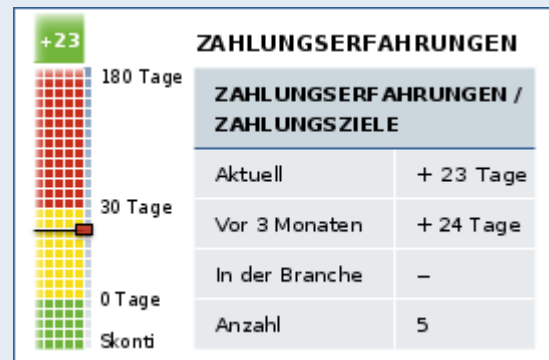 +23
ZAHLUNGSERFAHRUNGEN
180 Tage
30 Tage
0 Tage
Skonti
ZAHLUNGSERFAHRUNGEN /
ZAHLUNGSZIELE
Aktuell + 23 Tage
Vor 3 Monaten + 24 Tage
In der Branche –
Anzahl 5